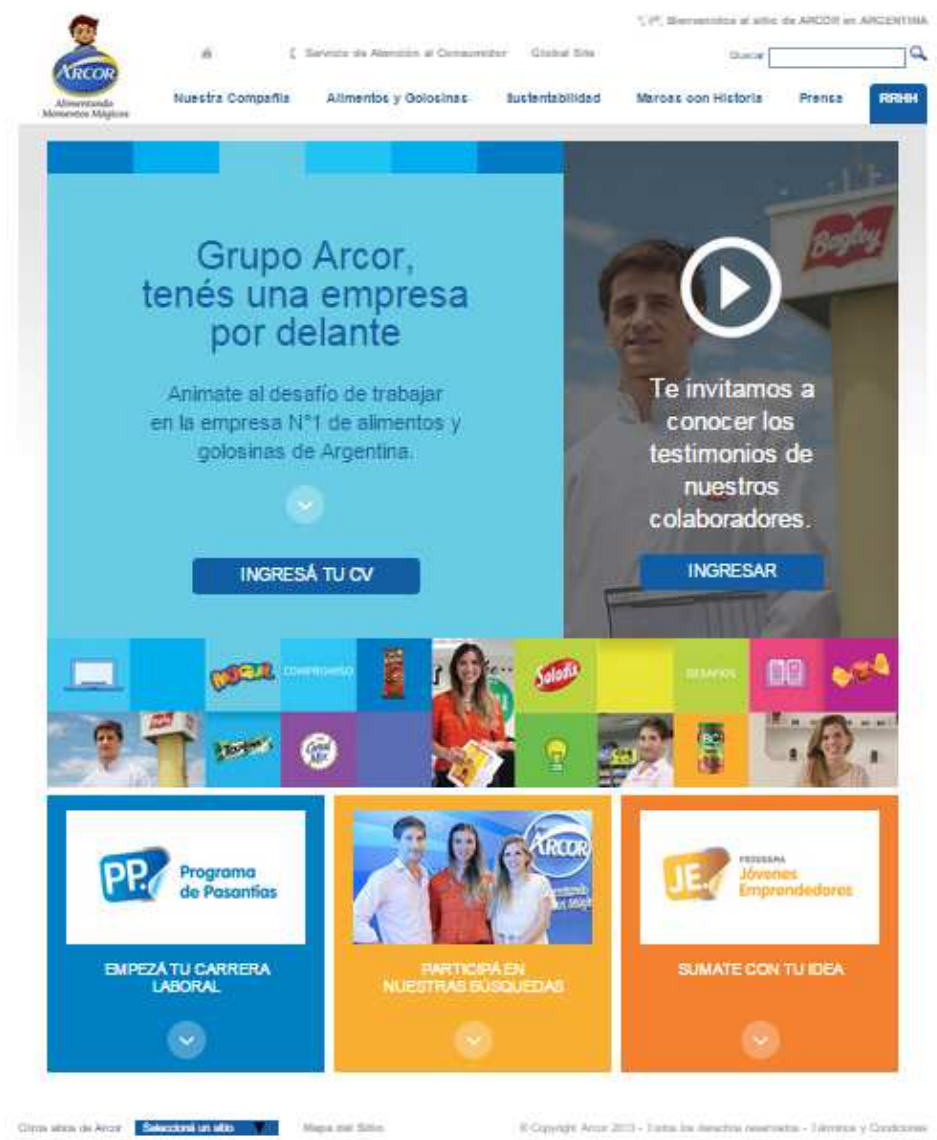 Bienvenidos al sitio de ARCOR en ARGENTINA
Servicio de Atención al Consumidor
Global Site
Buscar
ARCOR
Alimentando
Momentos Mágicos
Nuestra Compañía
Alimentos y Golosinas
Sustentabilidad
Marcas con Historia
Prensa
RRHH
Grupo Arcor,
tenés una empresa
por delante
Animate al desafío de trabajar
en la empresa N°1 de alimentos y
golosinas de Argentina.
INGRESÁ TU CV
Bagley
Te invitamos a
conocer los
testimonios de
nuestros
colaboradores.
INGRESAR
MOGUL
COMPROMISO
Saladix
DESAFIOS
Cereal
Mix
BC
PP.
Programa
de Pasantías
EMPEZÁ TU CARRERA
LABORAL
ARCOR
PARTICIPÁ EN
NUESTRAS BÚSQUEDAS
JE.
PROGRAMA
Jóvenes
Emprendedores
SUMATE CON TU IDEA
Otros sitios de Arcor
Seleccioná un sitio
Mapa del Sitio
© Copyright Arcor 2013 - Todos los derechos reservados - Términos y Condiciones